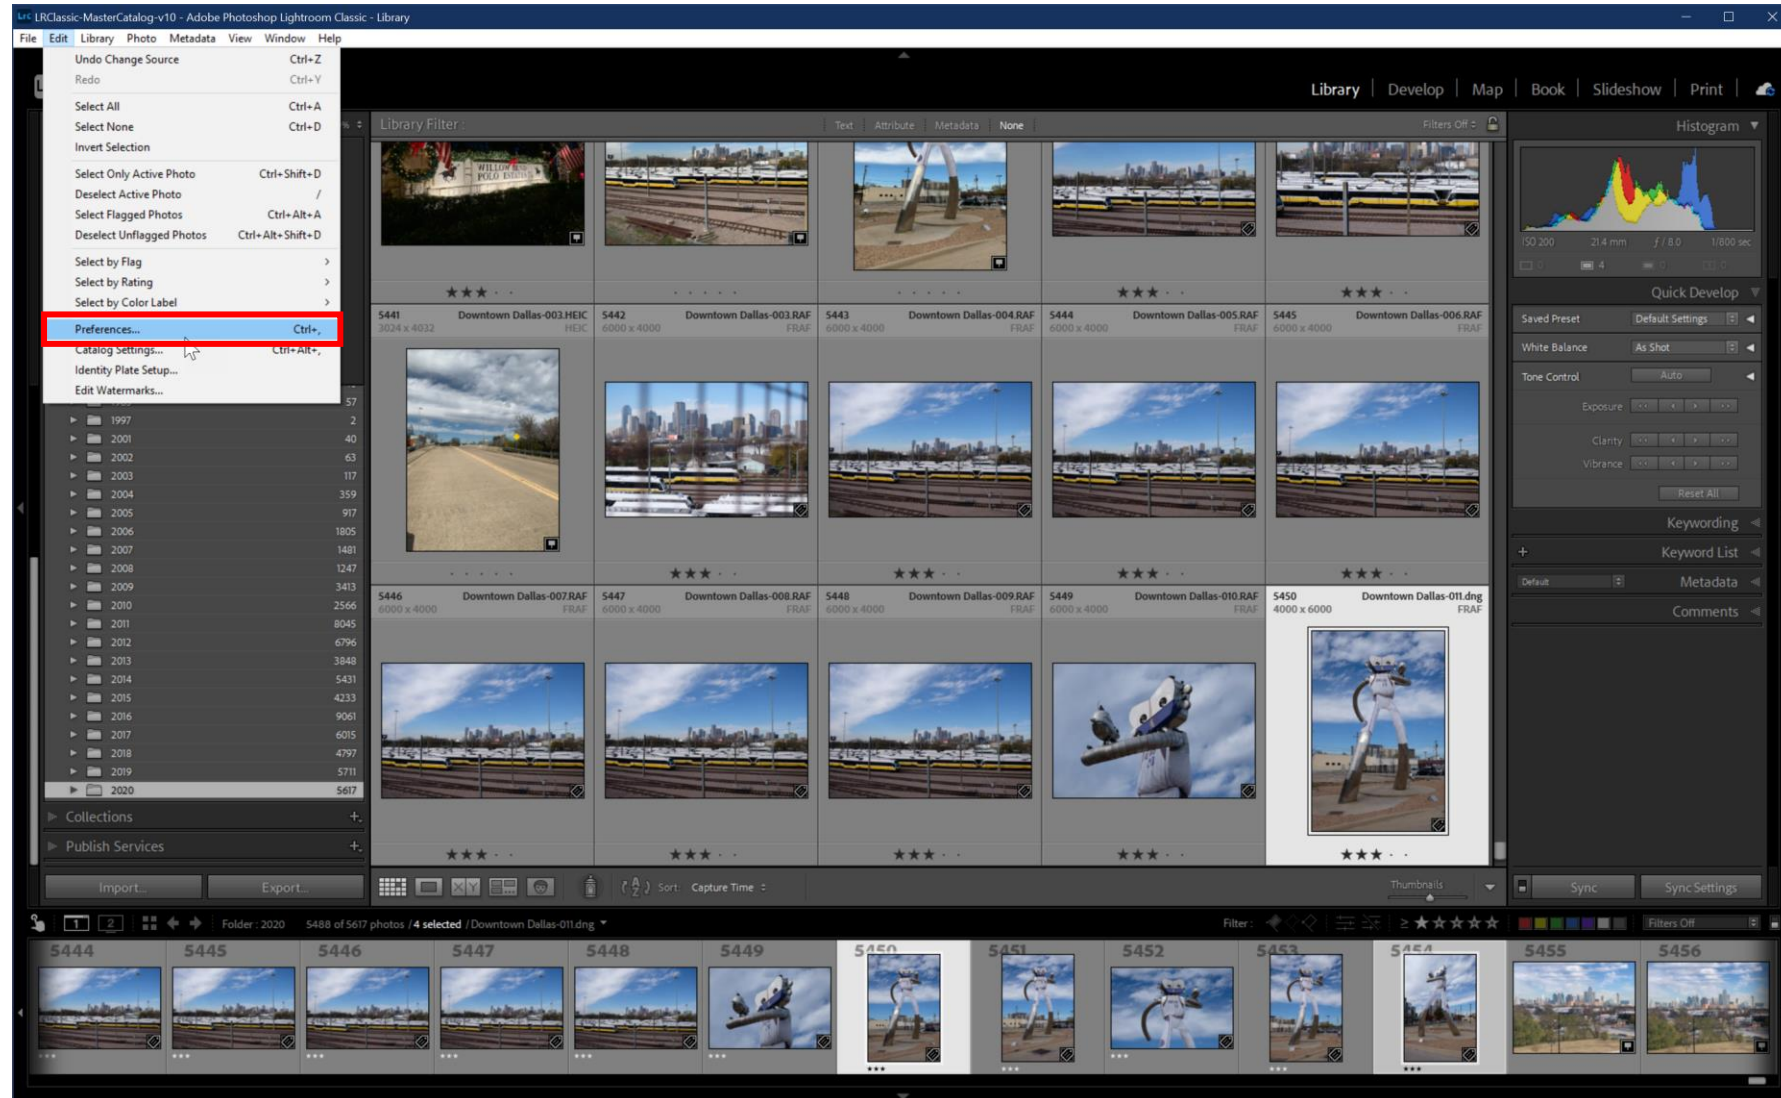 Lrc LRClassic-MasterCatalog-v10 - Adobe Photoshop Lightroom Classic - Library
File Edit Library Photo Metadata View Window Help
Undo Change Source Ctrl+Z
Redo Ctrl+Y
Select All Ctrl+A
Select None Ctrl+D
Invert Selection
Select Only Active Photo Ctrl+Shift+D
Deselect Active Photo /
Select Flagged Photos Ctrl+Alt+A
Deselect Unflagged Photos Ctrl+Alt+Shift+D
Select by Flag
Select by Rating
Select by Color Label
Preferences... Ctrl+,
Catalog Settings... Ctrl+Alt+,
Identity Plate Setup...
Edit Watermarks...
Library | Develop | Map | Book | Slideshow | Print
Library Filter: Text Attribute Metadata None Filters Off
57
1997 2
2001 40
2002 63
2003 117
2004 359
2005 917
2006 1805
2007 1481
2008 1247
2009 3413
2010 2566
2011 8045
2012 6796
2013 3848
2014 5431
2015 4233
2016 9061
2017 6015
2018 4797
2019 5711
2020 5617
Collections +
Publish Services +
Import... Export...
WILLOW BEND
POLO ESTATES
5441 Downtown Dallas-003.HEIC
3024 x 4032 HEIC
5442 Downtown Dallas-003.RAF
6000 x 4000 FRAF
5443 Downtown Dallas-004.RAF
6000 x 4000 FRAF
5444 Downtown Dallas-005.RAF
6000 x 4000 FRAF
5445 Downtown Dallas-006.RAF
6000 x 4000 FRAF
5446 Downtown Dallas-007.RAF
6000 x 4000 FRAF
5447 Downtown Dallas-008.RAF
6000 x 4000 FRAF
5448 Downtown Dallas-009.RAF
6000 x 4000 FRAF
5449 Downtown Dallas-010.RAF
6000 x 4000 FRAF
5450 Downtown Dallas-011.dng
4000 x 6000 FRAF
Histogram
ISO 200 21.4 mm ƒ / 8.0 1/800 sec
0 4 0 0
Quick Develop
Saved Preset Default Settings
White Balance As Shot
Tone Control Auto
Exposure
Clarity
Vibrance
Reset All
Keywording
+ Keyword List
Default Metadata
Comments
XY Sort: Capture Time Thumbnails
Sync Sync Settings
1 2 Folder : 2020 5488 of 5617 photos / 4 selected / Downtown Dallas-011.dng Filter : ≥ Filters Off
5444 5445 5446 5447 5448 5449 5450 5451 5452 5453 5454 5455 5456